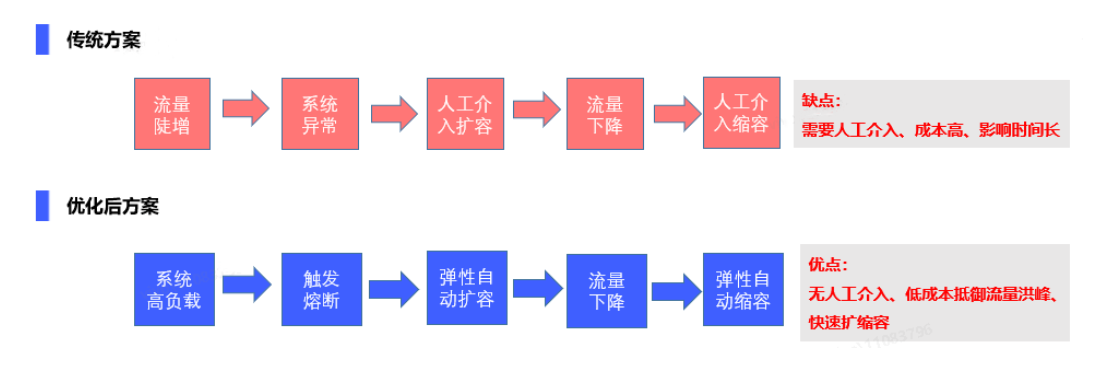 传统方案
流量
陡增
系统
异常
人工介
入扩容
流量
下降
人工介
入缩容
缺点:
需要人工介入、成本高、影响时间长
优化后方案
系统
高负载
触发
熔断
弹性自
动扩容
流量
下降
弹性自
动缩容
优点:
无人工介入、低成本抵御流量洪峰、
快速扩缩容